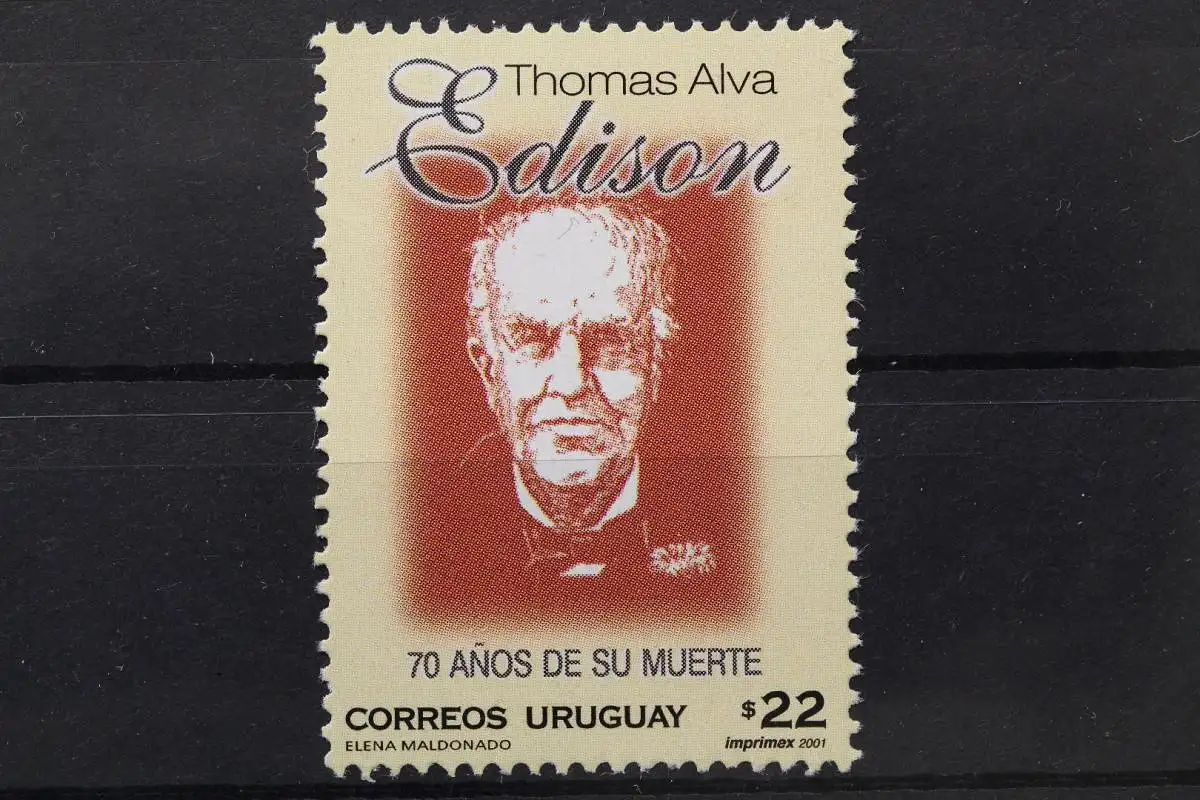 Thomas Alva
Edison
70 AÑOS DE SU MUERTE
CORREOS URUGUAY $22
ELENA MALDONADO imprimex 2001